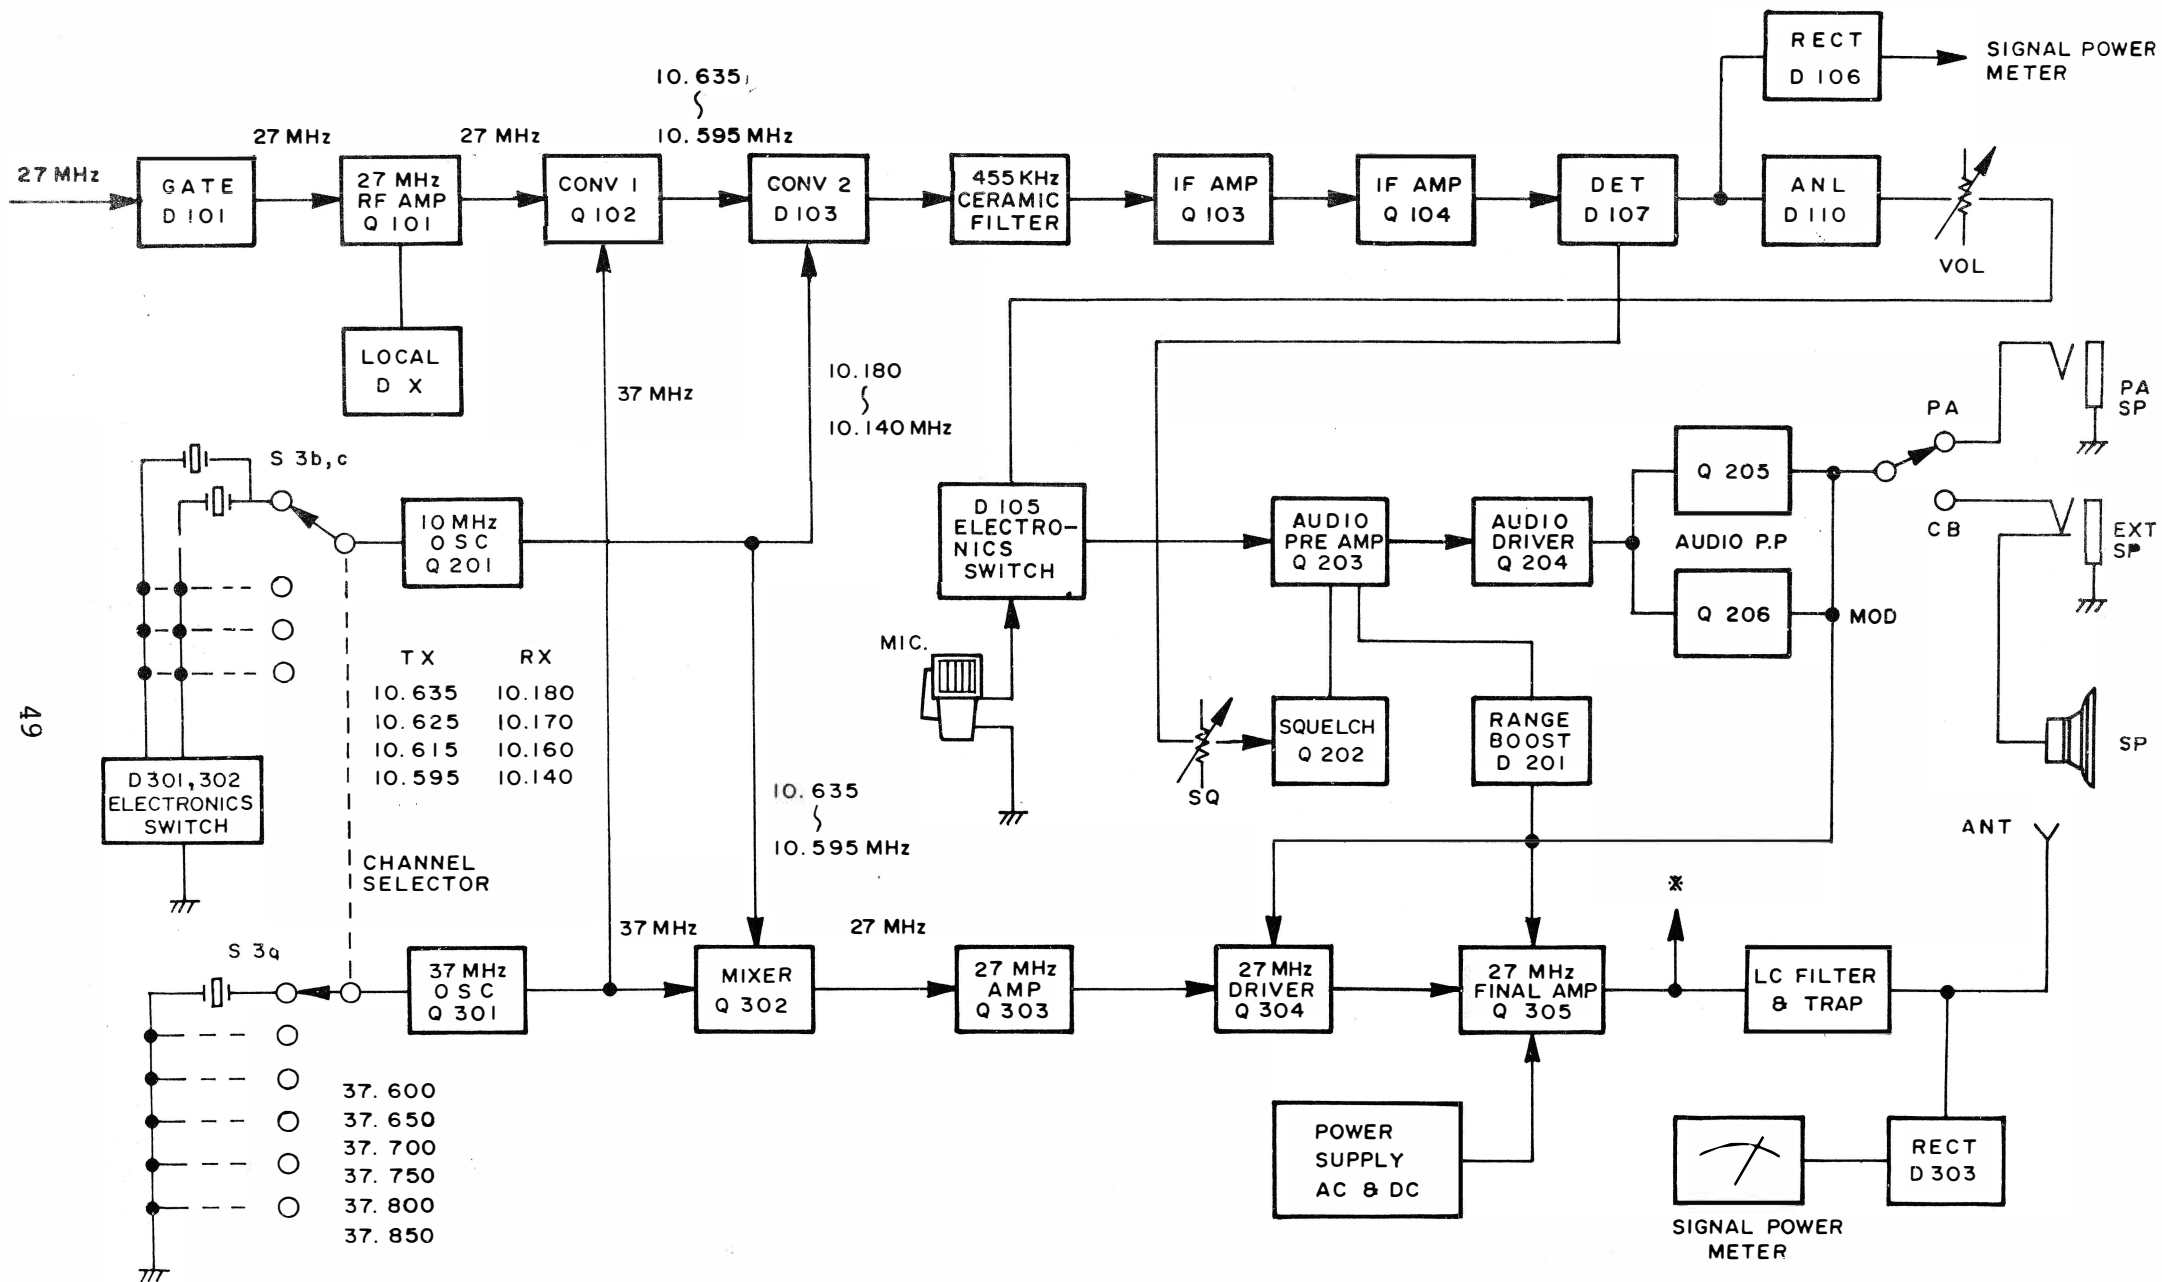 RECT
D 106
SIGNAL POWER
METER
10.635
10.595 MHz
27 MHz
27 MHz
27 MHz
GATE
D 101
27 MHz
RF AMP
Q 101
CONV 1
Q 102
CONV 2
D 103
455 KHz
CERAMIC
FILTER
IF AMP
Q 103
IF AMP
Q 104
DET
D 107
ANL
D 110
VOL
LOCAL
D X
37 MHz
10.180
10.140 MHz
PA
SP
PA
CB
EXT
SP
S 3b, c
10 MHz
OSC
Q 201
D 105
ELECTRO-
NICS
SWITCH
AUDIO
PRE AMP
Q 203
AUDIO
DRIVER
Q 204
Q 205
AUDIO P.P
Q 206
MOD
MIC.
TX RX
10.635 10.180
10.625 10.170
10.615 10.160
10.595 10.140
SQ
SQUELCH
Q 202
RANGE
BOOST
D 201
SP
49
D 301, 302
ELECTRONICS
SWITCH
10.635
10.595 MHz
ANT
CHANNEL
SELECTOR
※
S 3a
37 MHz
OSC
Q 301
37 MHz
MIXER
Q 302
27 MHz
27 MHz
AMP
Q 303
27 MHz
DRIVER
Q 304
27 MHz
FINAL AMP
Q 305
LC FILTER
& TRAP
37.600
37.650
37.700
37.750
37.800
37.850
POWER
SUPPLY
AC & DC
RECT
D 303
SIGNAL POWER
METER